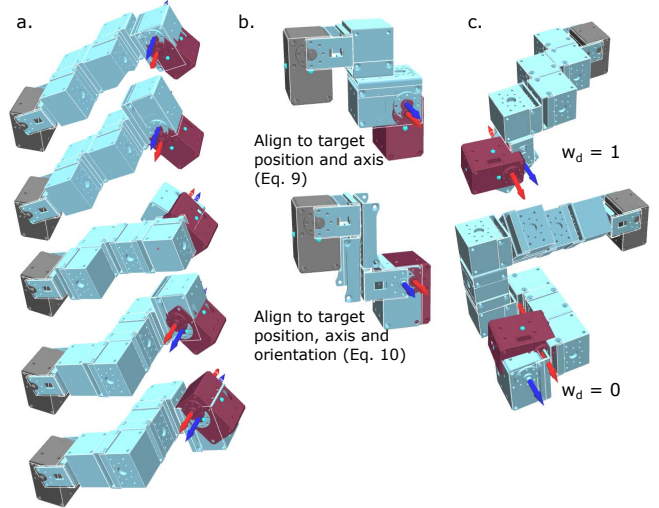 a.
b.
c.
Align to target
position and axis
(Eq. 9)
w_d = 1
Align to target
position, axis and
orientation (Eq. 10)
w_d = 0